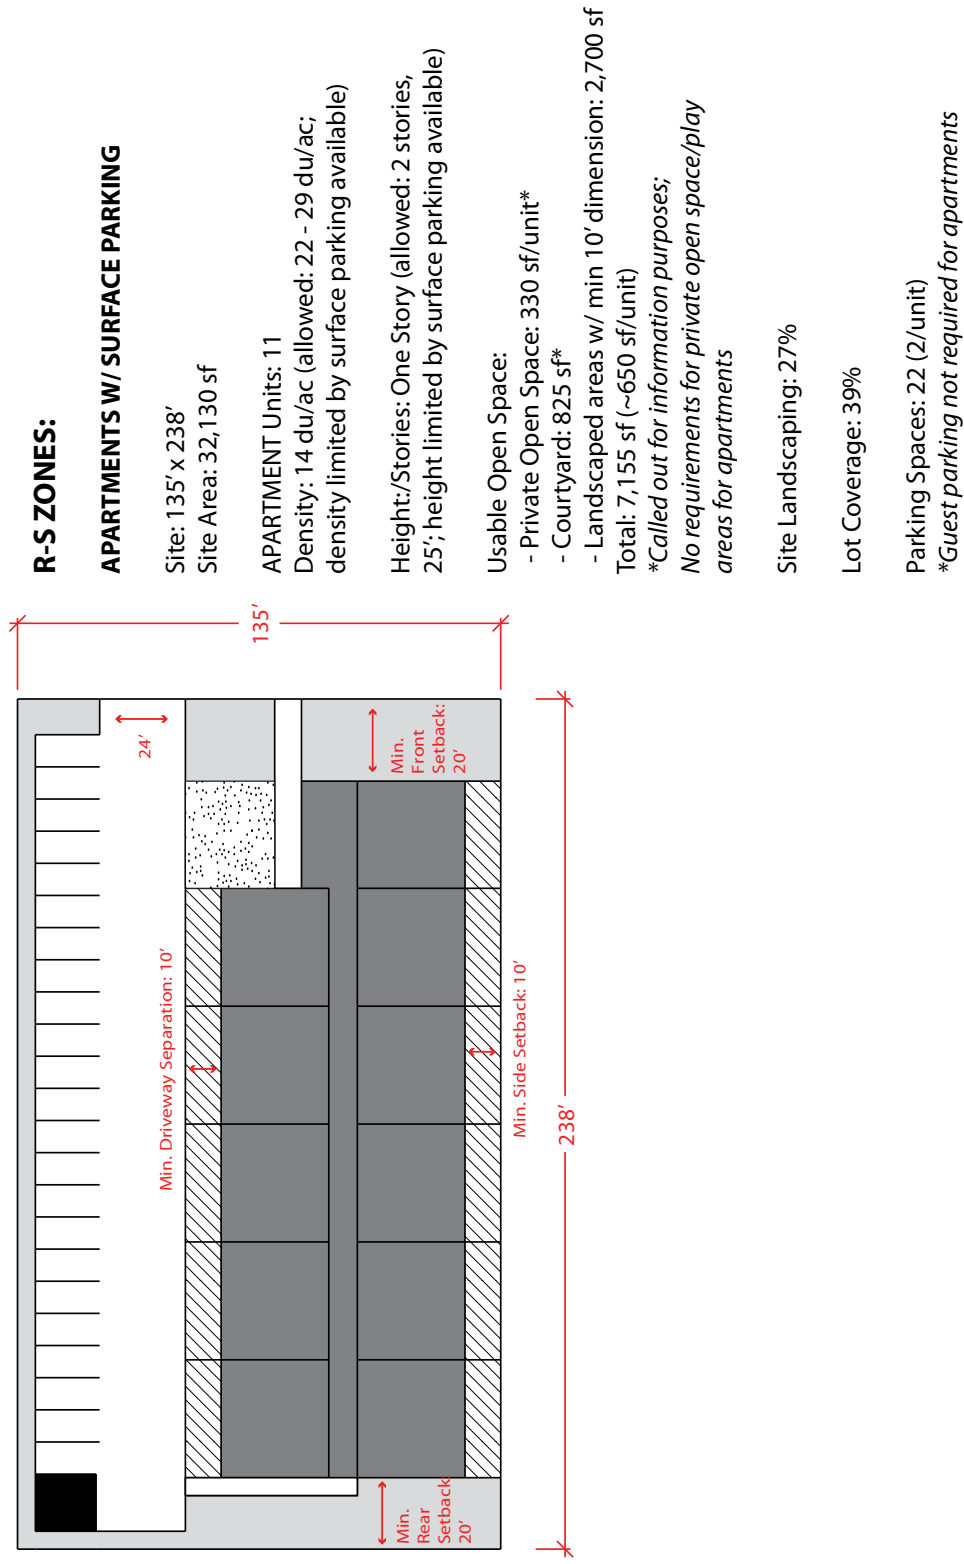 R-S ZONES:
APARTMENTS W/ SURFACE PARKING
Site: 135’ x 238’
Site Area: 32,130 sf
APARTMENT Units: 11
Density: 14 du/ac (allowed: 22 - 29 du/ac;
density limited by surface parking available)
Height:/Stories: One Story (allowed: 2 stories,
25’; height limited by surface parking available)
Usable Open Space:
- Private Open Space: 330 sf/unit*
- Courtyard: 825 sf*
- Landscaped areas w/ min 10’ dimension: 2,700 sf
Total: 7,155 sf (~650 sf/unit)
*Called out for information purposes;
No requirements for private open space/play
areas for apartments
Site Landscaping: 27%
Lot Coverage: 39%
Parking Spaces: 22 (2/unit)
*Guest parking not required for apartments
135’
24’
Min.
Front
Setback:
20’
Min. Driveway Separation: 10’
Min. Side Setback: 10’
238’
Min.
Rear
Setback:
20’